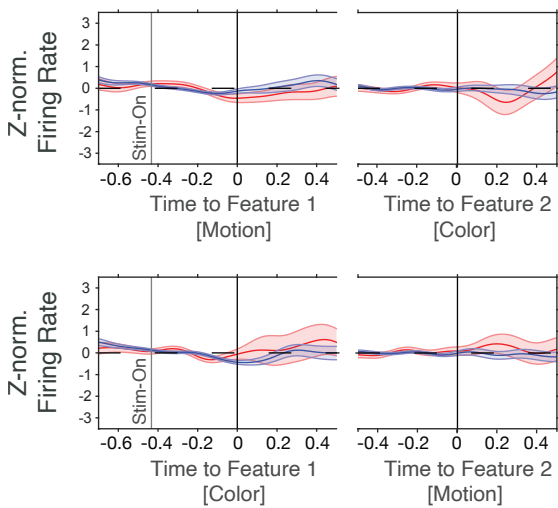 Z-norm.
Firing Rate
3
2
1
0
-1
-2
-3
Stim-On
-0.6 -0.4 -0.2 0 0.2 0.4
Time to Feature 1
[Motion]
-0.4 -0.2 0 0.2 0.4
Time to Feature 2
[Color]
Z-norm.
Firing Rate
3
2
1
0
-1
-2
-3
Stim-On
-0.6 -0.4 -0.2 0 0.2 0.4
Time to Feature 1
[Color]
-0.4 -0.2 0 0.2 0.4
Time to Feature 2
[Motion]